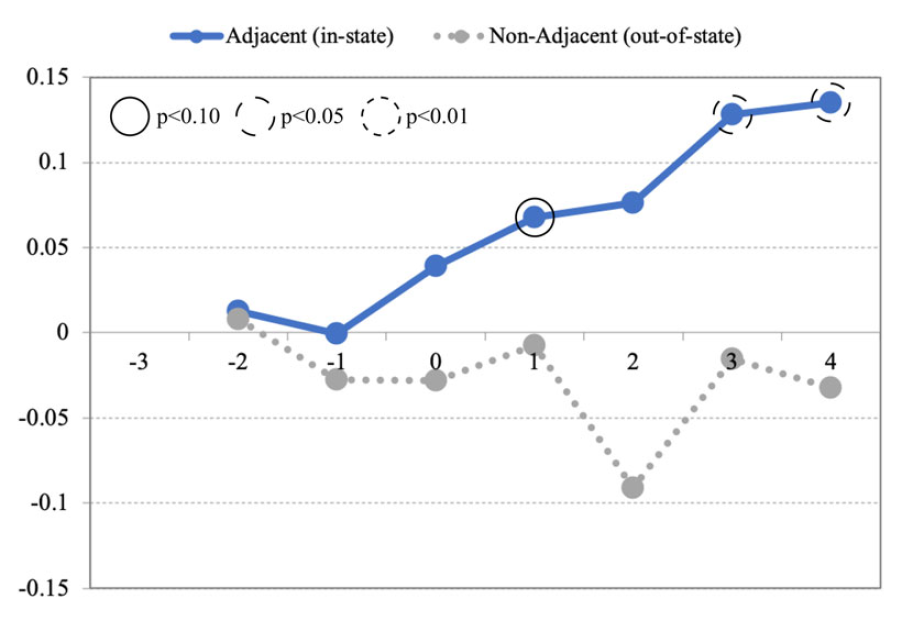 Adjacent (in-state) Non-Adjacent (out-of-state)
0.15
p<0.10 p<0.05 p<0.01
0.1
0.05
0
-3 -2 -1 0 1 2 3 4
-0.05
-0.1
-0.15